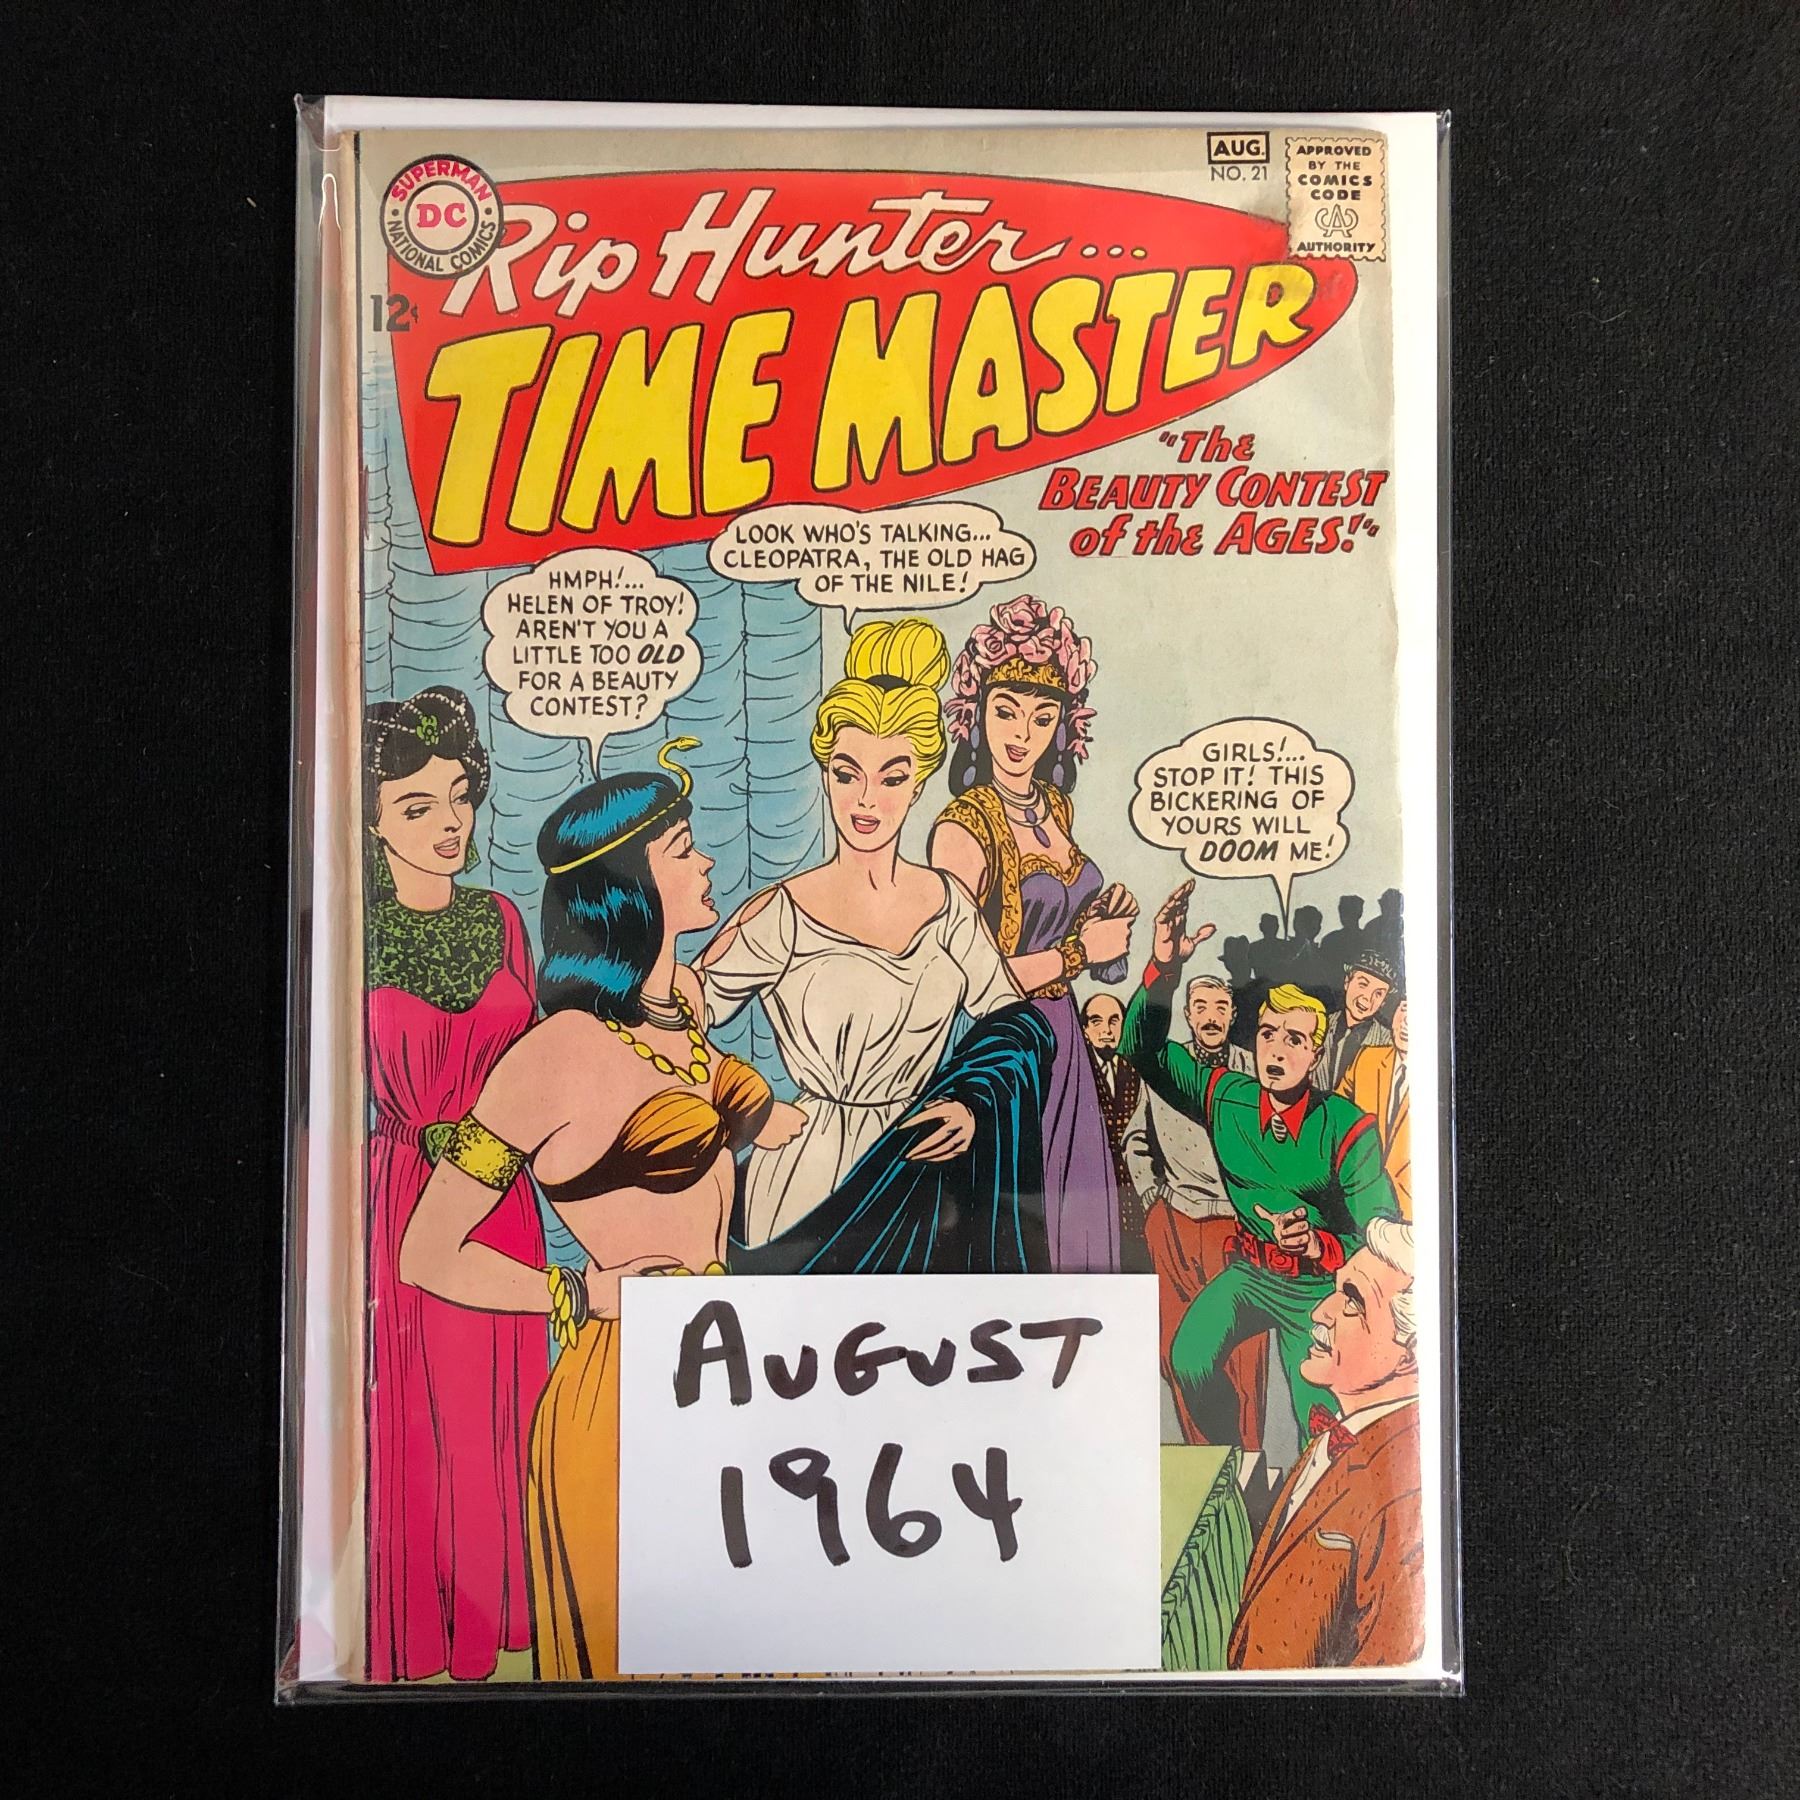 SUPERMAN
DC
NATIONAL COMICS
AUG.
NO. 21
APPROVED
BY THE
COMICS
CODE
CA
AUTHORITY
12¢
Rip Hunter...
TIME MASTER
"The
BEAUTY CONTEST
of the AGES!"
LOOK WHO'S TALKING...
CLEOPATRA, THE OLD HAG
OF THE NILE!
HMPH!...
HELEN OF TROY!
AREN'T YOU A
LITTLE TOO OLD
FOR A BEAUTY
CONTEST?
GIRLS!...
STOP IT! THIS
BICKERING OF
YOURS WILL
DOOM ME!
AUGUST
1964